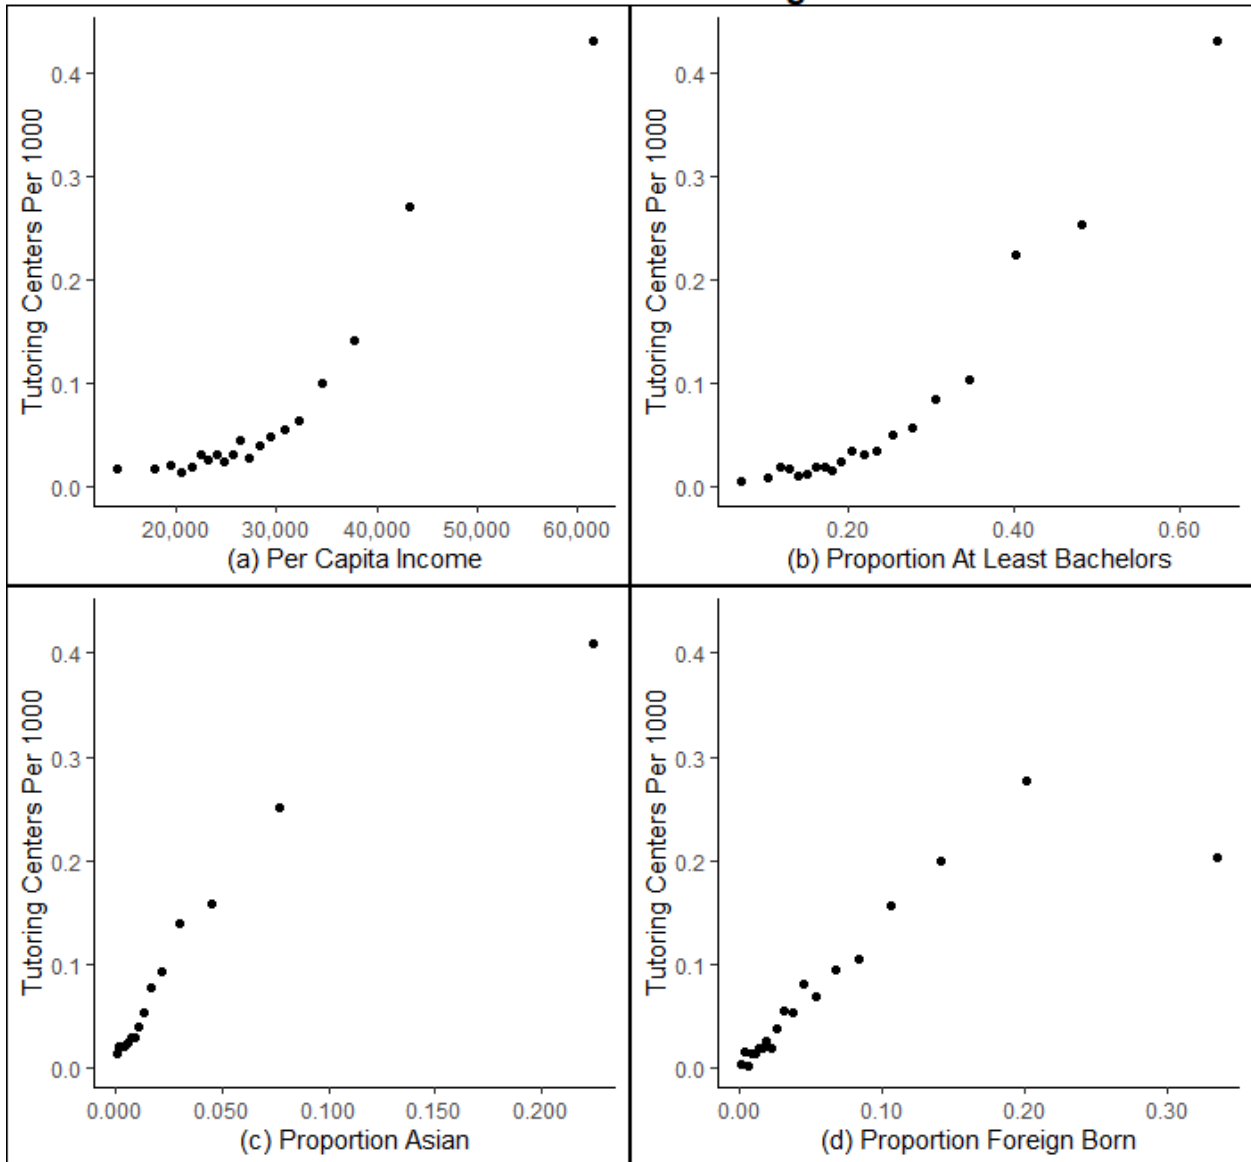 Tutoring Centers Per 1000
0.4
0.3
0.2
0.1
0.0
20,000 30,000 40,000 50,000 60,000
(a) Per Capita Income
Tutoring Centers Per 1000
0.4
0.3
0.2
0.1
0.0
0.20 0.40 0.60
(b) Proportion At Least Bachelors
Tutoring Centers Per 1000
0.4
0.3
0.2
0.1
0.0
0.000 0.050 0.100 0.150 0.200
(c) Proportion Asian
Tutoring Centers Per 1000
0.4
0.3
0.2
0.1
0.0
0.00 0.10 0.20 0.30
(d) Proportion Foreign Born